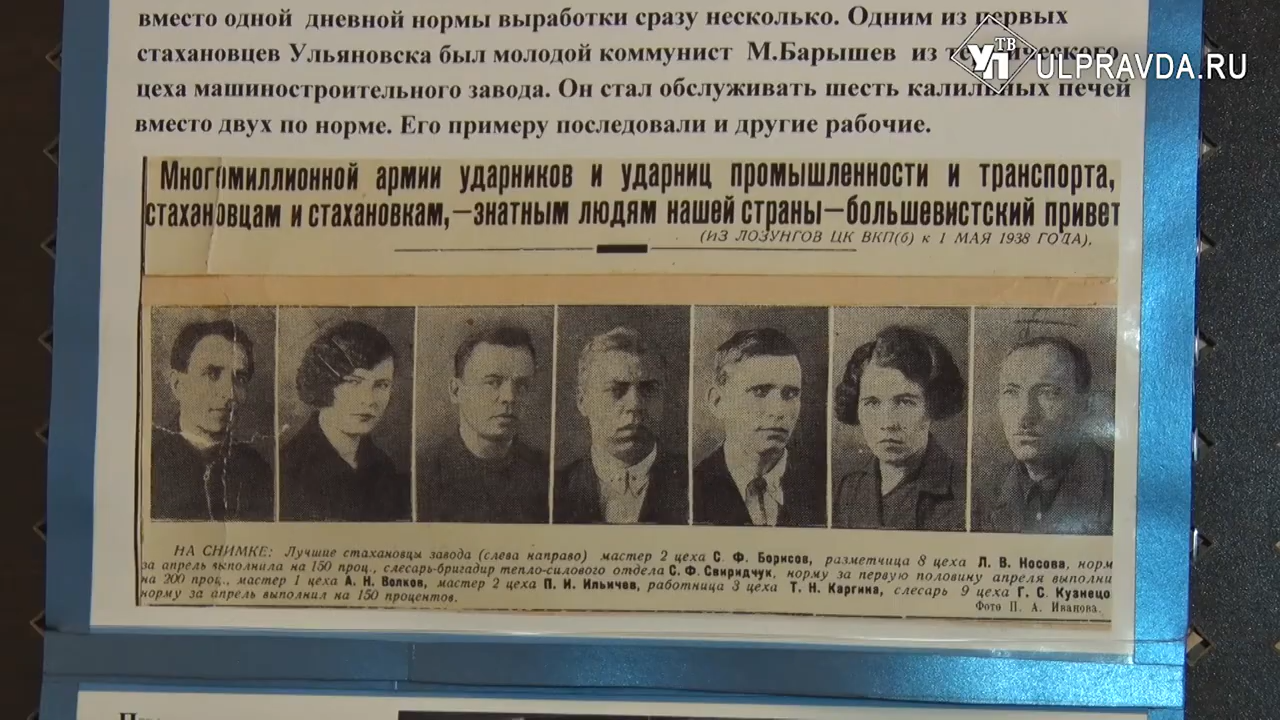 вместо одной дневной нормы выработки сразу несколько. Одним из первых
стахановцев Ульяновска был молодой коммунист М.Барышев из
цеха машиностроительного завода. Он стал обслуживать шесть калильных печей
вместо двух по норме. Его примеру последовали и другие рабочие.
УП ТВ ULPRAVDA.RU
Многомиллионной армии ударников и ударниц промышленности и транспорта,
стахановцам и стахановкам,—знатным людям нашей страны—большевистский привет
(ИЗ ЛОЗУНГОВ ЦК ВКП(б) к 1 МАЯ 1938 ГОДА).
НА СНИМКЕ: Лучшие стахановцы завода (слева направо) мастер 2 цеха С. Ф. Борисов, разметчица 8 цеха Л. В. Носова, норм
за апрель выполнила на 150 проц., слесарь-бригадир тепло-силового отдела С. Ф. Свиридчук, норму за первую половину апреля выполни
на 200 проц., мастер 1 цеха А. Н. Волков, мастер 2 цеха П. И. Ильичев, работница 3 цеха Т. Н. Каргина, слесарь 9 цеха Г. С. Кузнецо
норму за апрель выполнил на 150 процентов.
Фото П. А. Иванова.